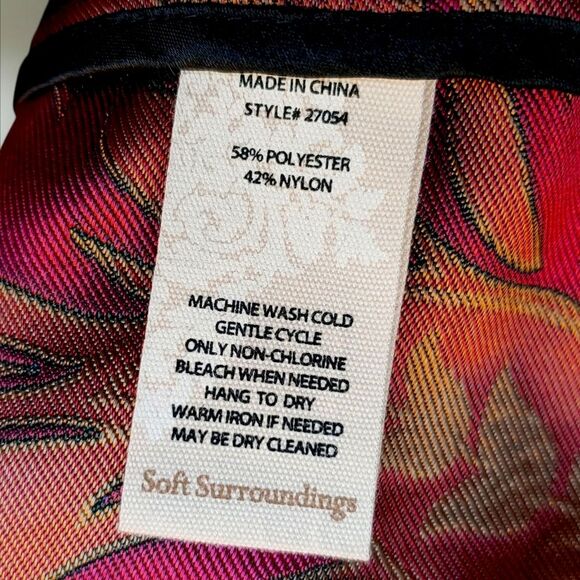 MADE IN CHINA
STYLE# 27054
58% POLYESTER
42% NYLON
MACHINE WASH COLD
GENTLE CYCLE
ONLY NON-CHLORINE
BLEACH WHEN NEEDED
HANG TO DRY
WARM IRON IF NEEDED
MAY BE DRY CLEANED
Soft Surroundings